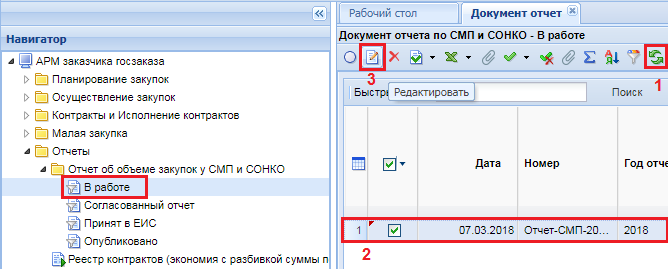 Навигатор
АРМ заказчика госзаказа
Планирование закупок
Осуществление закупок
Контракты и Исполнение контрактов
Малая закупка
Отчеты
Отчет об объеме закупок у СМП и СОНКО
В работе
Согласованный отчет
Принят в ЕИС
Опубликовано
Реестр контрактов (экономия с разбивкой суммы п
Рабочий стол Документ отчет
Документ отчета по СМП и СОНКО - В работе
3 1
Быстры Редактировать Поиск
Дата Номер Год отче
1 07.03.2018 Отчет-СМП-20... 2018
2